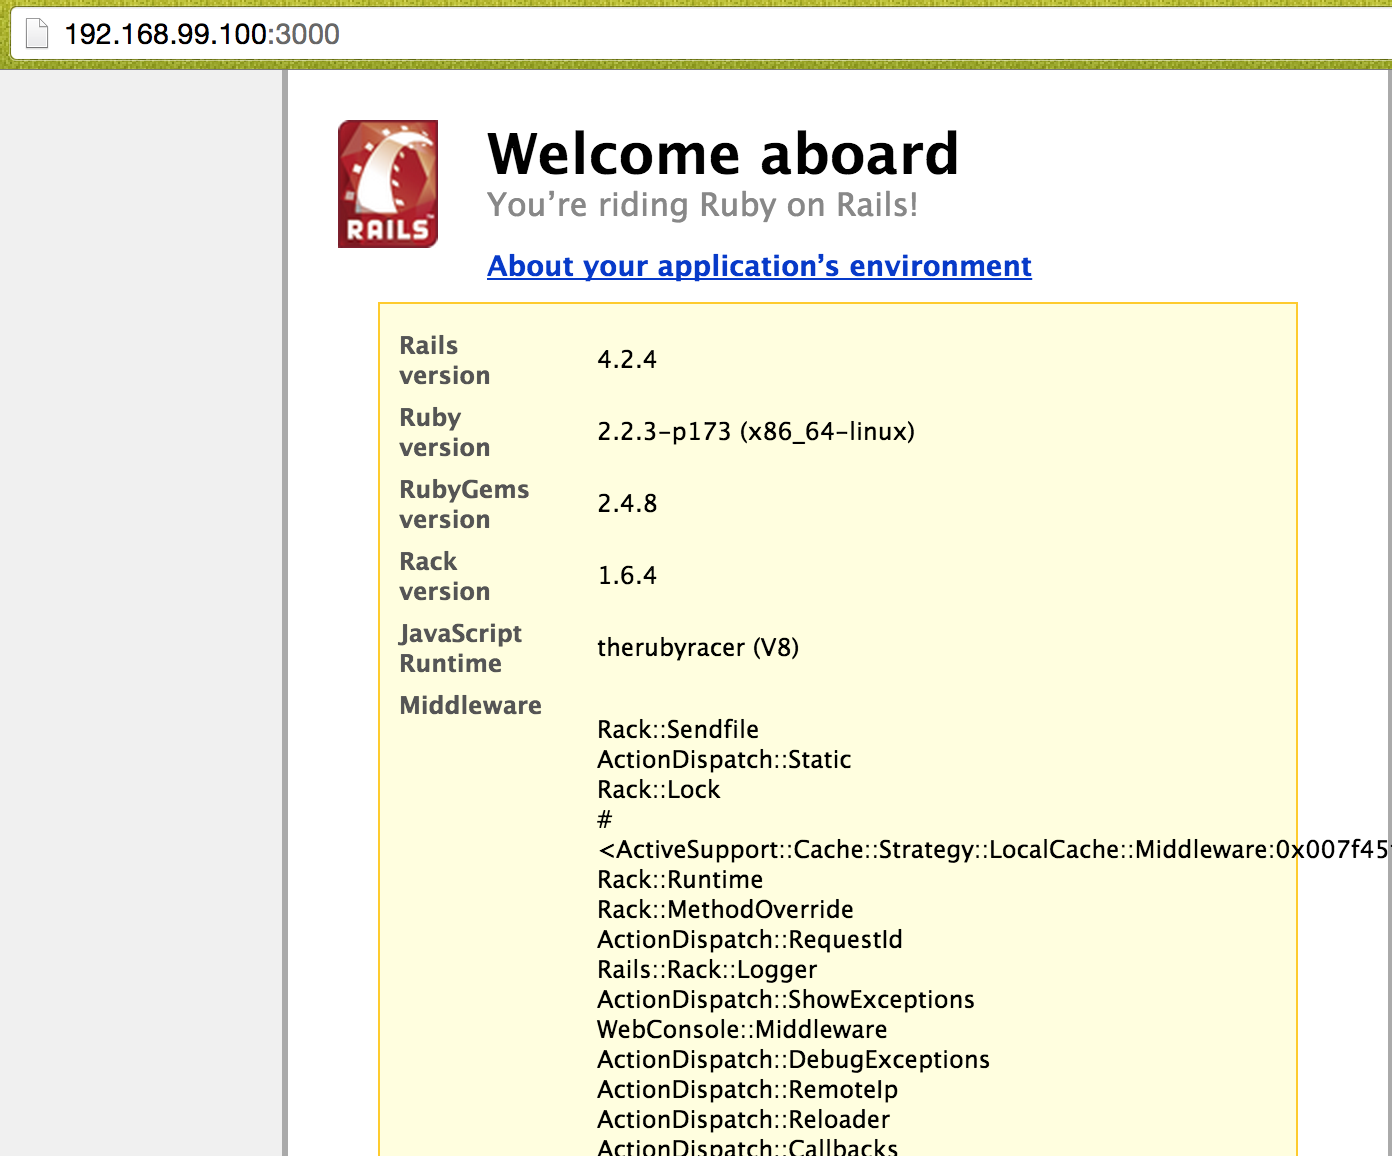 192.168.99.100:3000
RAILS™
Welcome aboard
You’re riding Ruby on Rails!
About your application’s environment
Rails version 4.2.4
Ruby version 2.2.3-p173 (x86_64-linux)
RubyGems version 2.4.8
Rack version 1.6.4
JavaScript Runtime therubyracer (V8)
Middleware
Rack::Sendfile
ActionDispatch::Static
Rack::Lock
#
<ActiveSupport::Cache::Strategy::LocalCache::Middleware:0x007f45
Rack::Runtime
Rack::MethodOverride
ActionDispatch::RequestId
Rails::Rack::Logger
ActionDispatch::ShowExceptions
WebConsole::Middleware
ActionDispatch::DebugExceptions
ActionDispatch::RemoteIp
ActionDispatch::Reloader
ActionDispatch::Callbacks